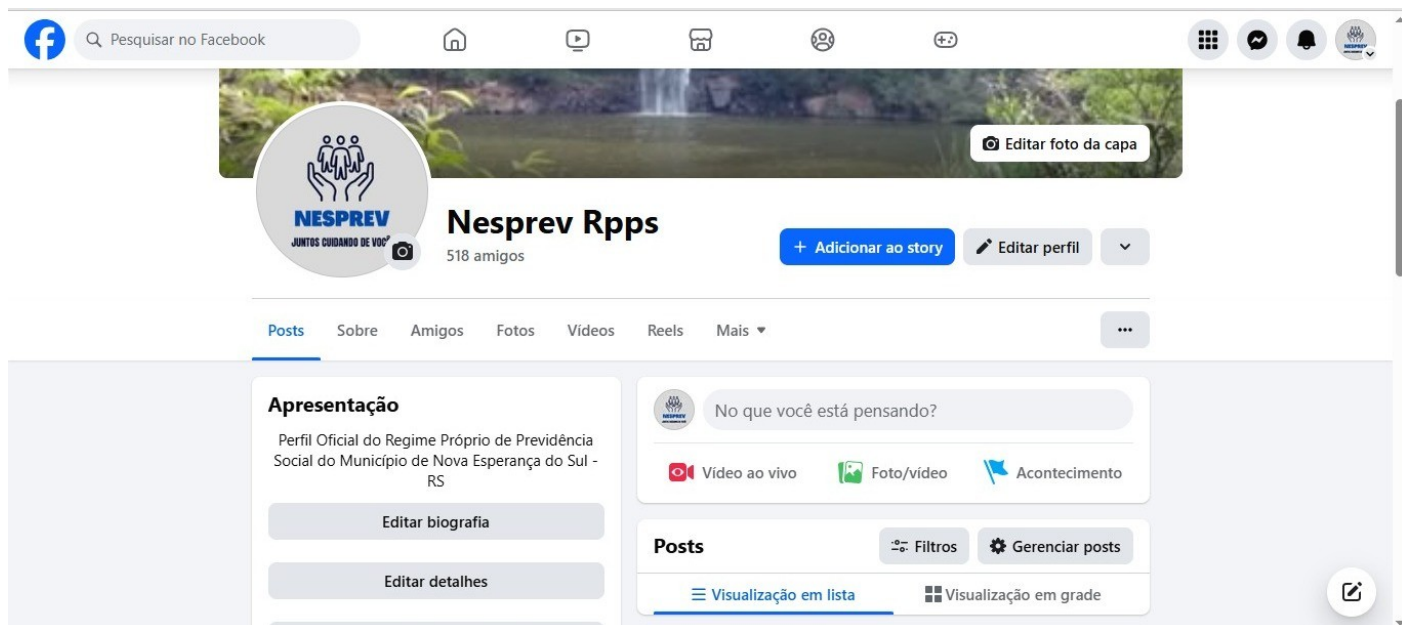 Pesquisar no Facebook
Editar foto da capa
NESPREV
JUNTOS CUIDANDO DE VOCÊ
Nesprev Rpps
518 amigos
+ Adicionar ao story
Editar perfil
Posts Sobre Amigos Fotos Vídeos Reels Mais
Apresentação
Perfil Oficial do Regime Próprio de Previdência
Social do Município de Nova Esperança do Sul -
RS
Editar biografia
Editar detalhes
No que você está pensando?
Vídeo ao vivo Foto/vídeo Acontecimento
Posts Filtros Gerenciar posts
Visualização em lista Visualização em grade